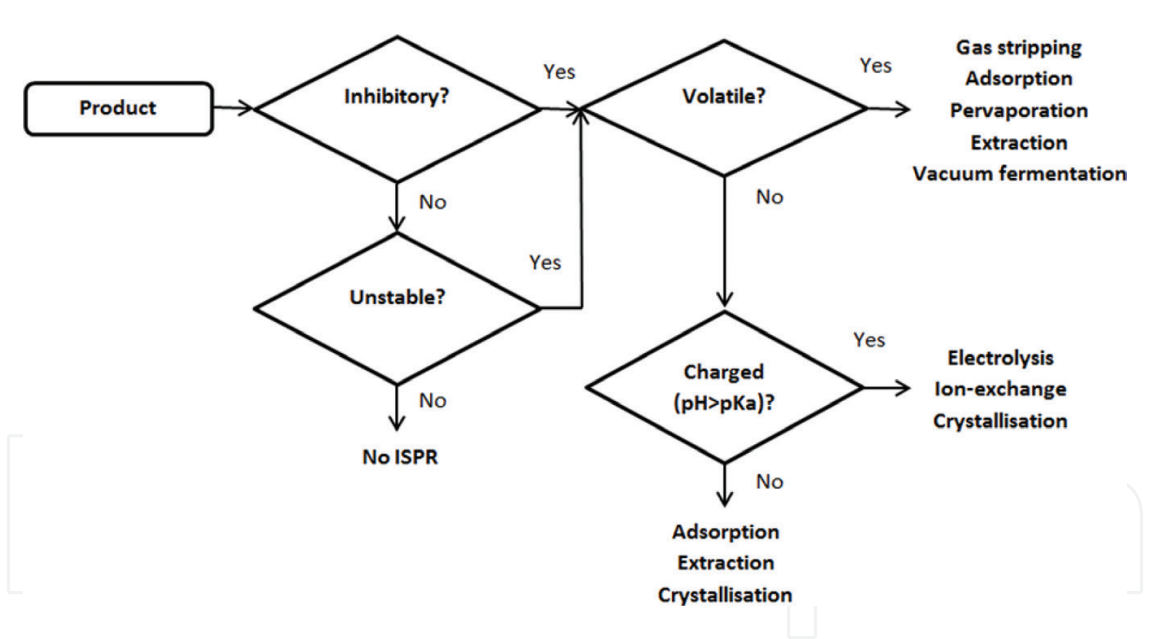 Product
Inhibitory?
Yes
Volatile?
Yes
Gas stripping
Adsorption
Pervaporation
Extraction
Vacuum fermentation
No
No
Unstable?
Yes
No
No ISPR
Charged
(pH>pKa)?
Yes
Electrolysis
Ion-exchange
Crystallisation
No
Adsorption
Extraction
Crystallisation